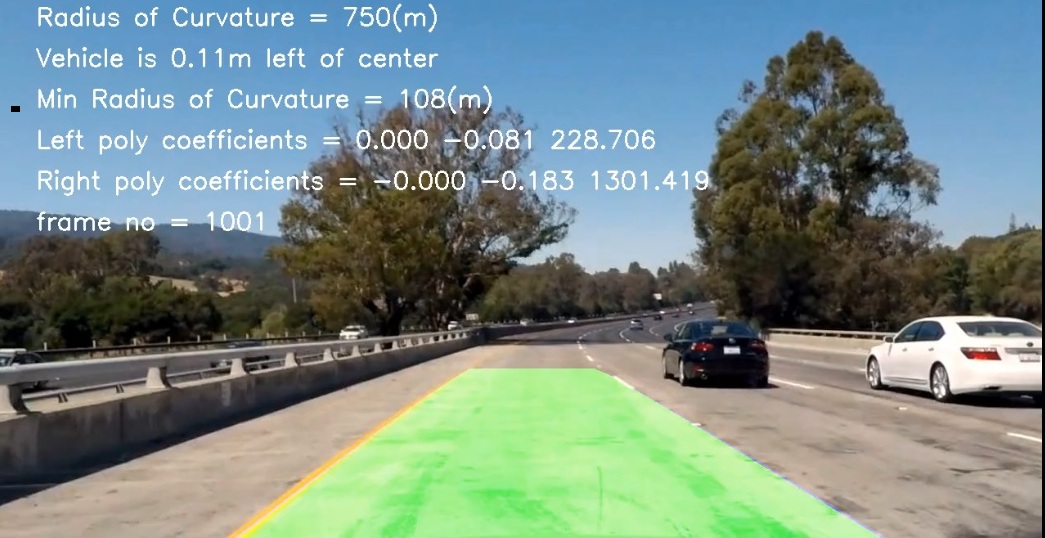 Radius of Curvature = 750(m)
Vehicle is 0.11m left of center
Min Radius of Curvature = 108(m)
Left poly coefficients = 0.000 −0.081 228.706
Right poly coefficients = −0.000 −0.183 1301.419
frame no = 1001